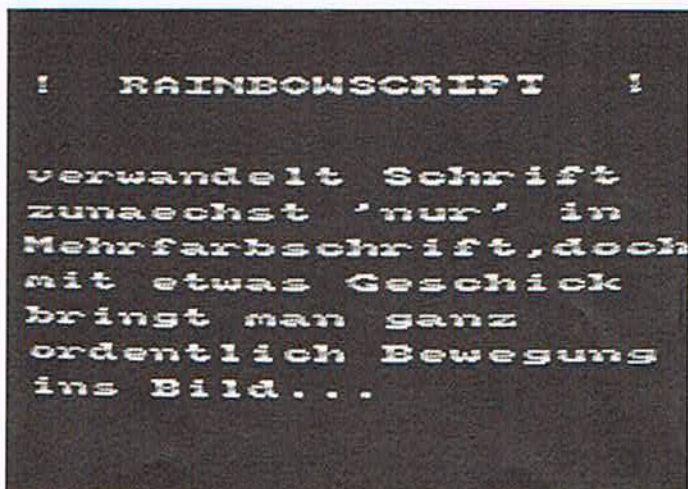 ! RAINBOWSCRIPT !
verwandelt Schrift
zunaechst 'nur' in
Mehrfarbschrift,doch
mit etwas Geschick
bringt man ganz
ordentlich Bewegung
ins Bild...